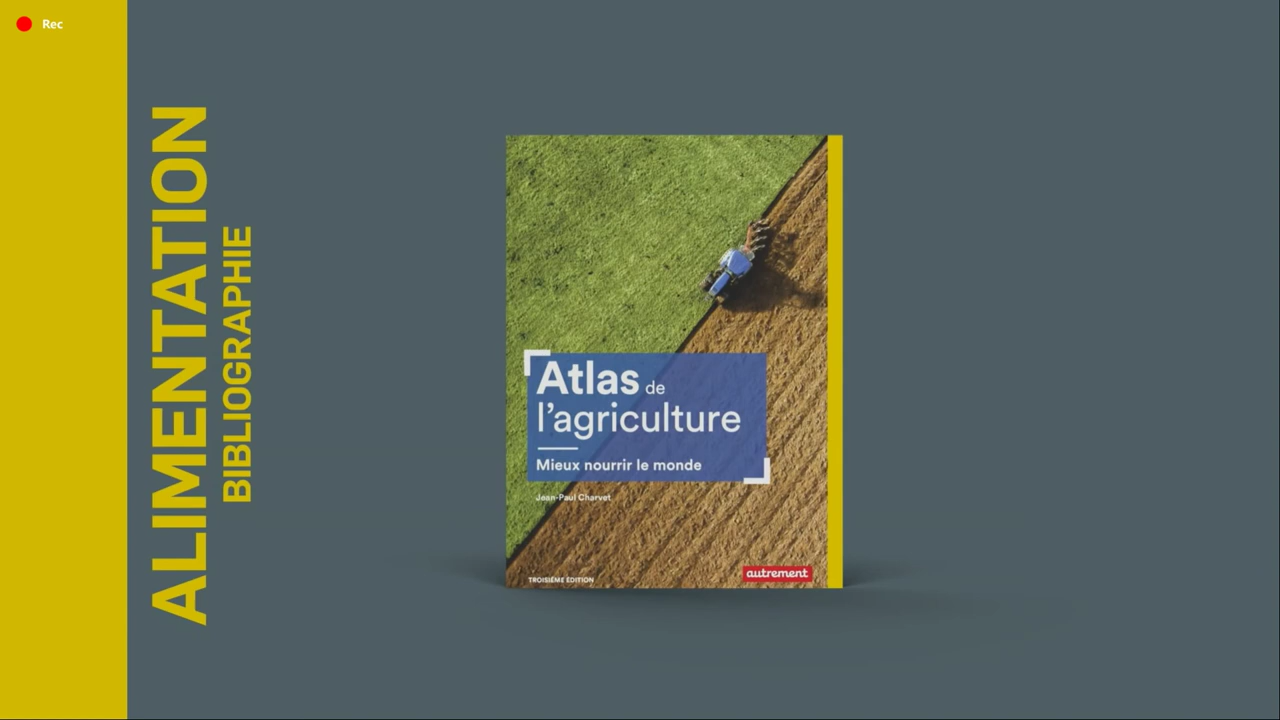 Rec
ALIMENTATION
BIBLIOGRAPHIE
Atlas de
l'agriculture
Mieux nourrir le monde
Jean-Paul Charvet
TROISIÈME ÉDITION
autrement